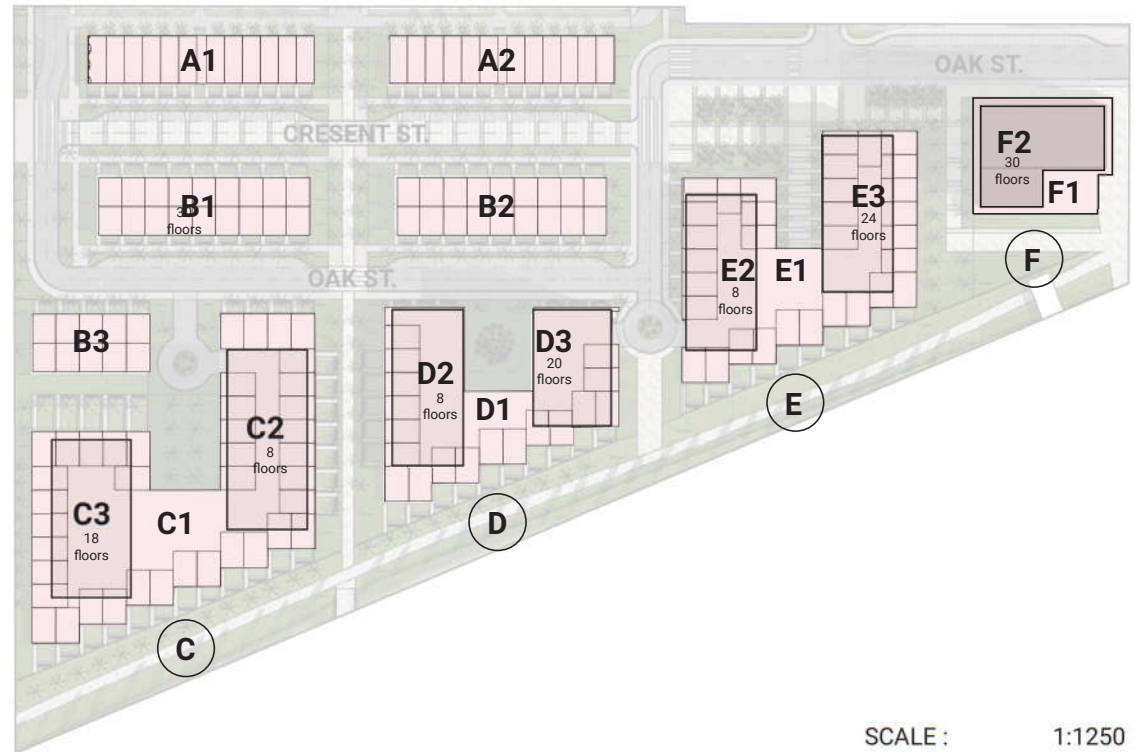 A1
A2
OAK ST.
CRESENT ST.
F2
30
floors
F1
E3
24
floors
B1
floors
B2
E2
8
floors
E1
F
OAK ST.
B3
D2
8
floors
D3
20
floors
D1
E
C2
8
floors
C3
18
floors
C1
D
C
SCALE : 1:1250